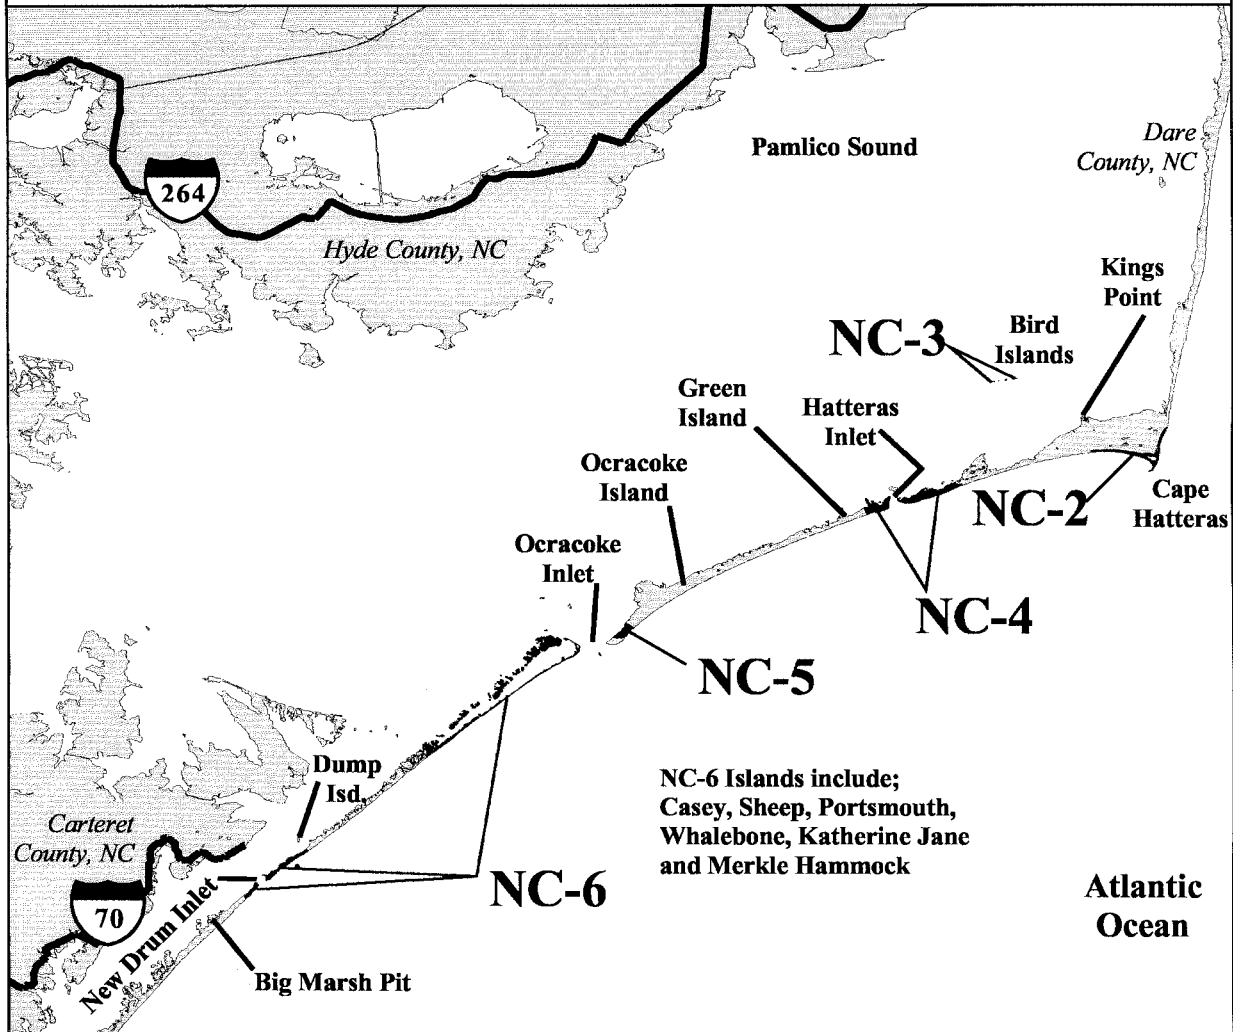 Pamlico Sound
Dare
County, NC
264
Hyde County, NC
Kings
Point
NC-3
Bird
Islands
Green
Island
Hatteras
Inlet
Ocracoke
Island
NC-2
Cape
Hatteras
Ocracoke
Inlet
NC-4
NC-5
Dump
Isd.
NC-6 Islands include;
Casey, Sheep, Portsmouth,
Whalebone, Katherine Jane
and Merkle Hammock
Carteret
County, NC
NC-6
70
New Drum Inlet
Atlantic
Ocean
Big Marsh Pit